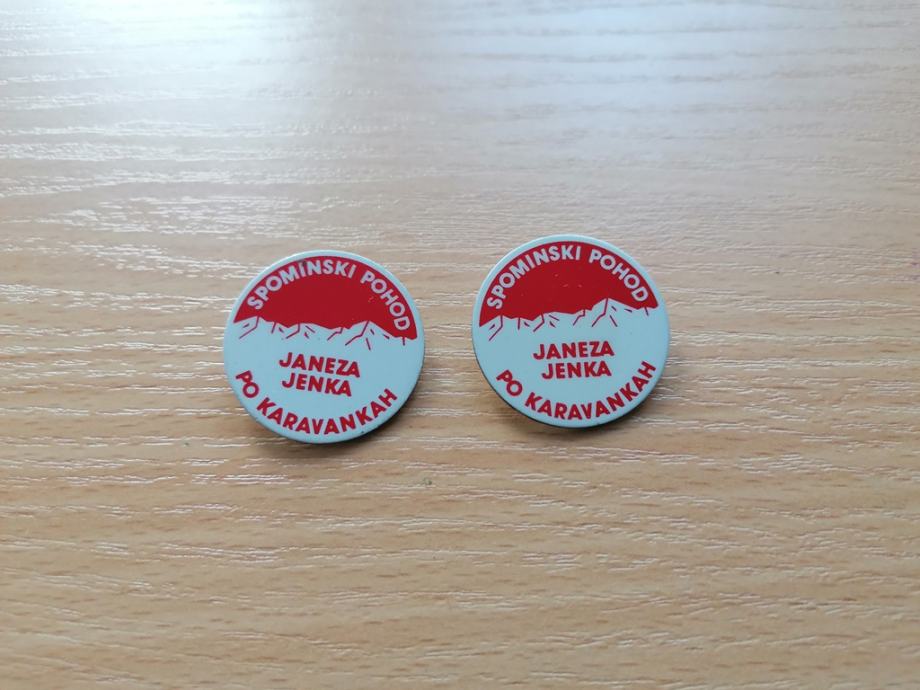 SPOMINSKI POHOD
JANEZA
JENKA
PO KARAVANKAH
SPOMINSKI POHOD
JANEZA
JENKA
PO KARAVANKAH